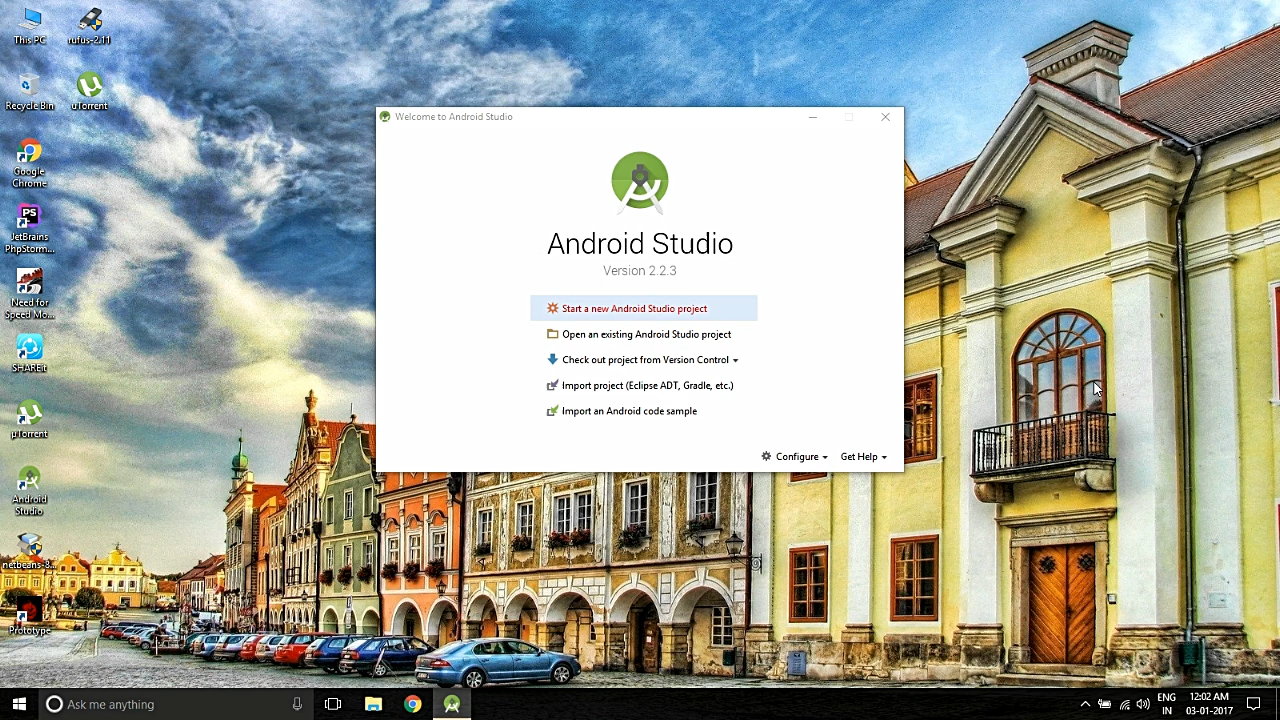 This PC
rufus-2.11
Recycle Bin
uTorrent
Google
Chrome
PS
JetBrains
PhpStorm...
Need for
Speed Mo...
SHAREit
µTorrent
Android
Studio
netbeans-8...
Prototype
Welcome to Android Studio
Android Studio
Version 2.2.3
Start a new Android Studio project
Open an existing Android Studio project
Check out project from Version Control
Import project (Eclipse ADT, Gradle, etc.)
Import an Android code sample
Configure
Get Help
Ask me anything
ENG
IN
12:02 AM
03-01-2017